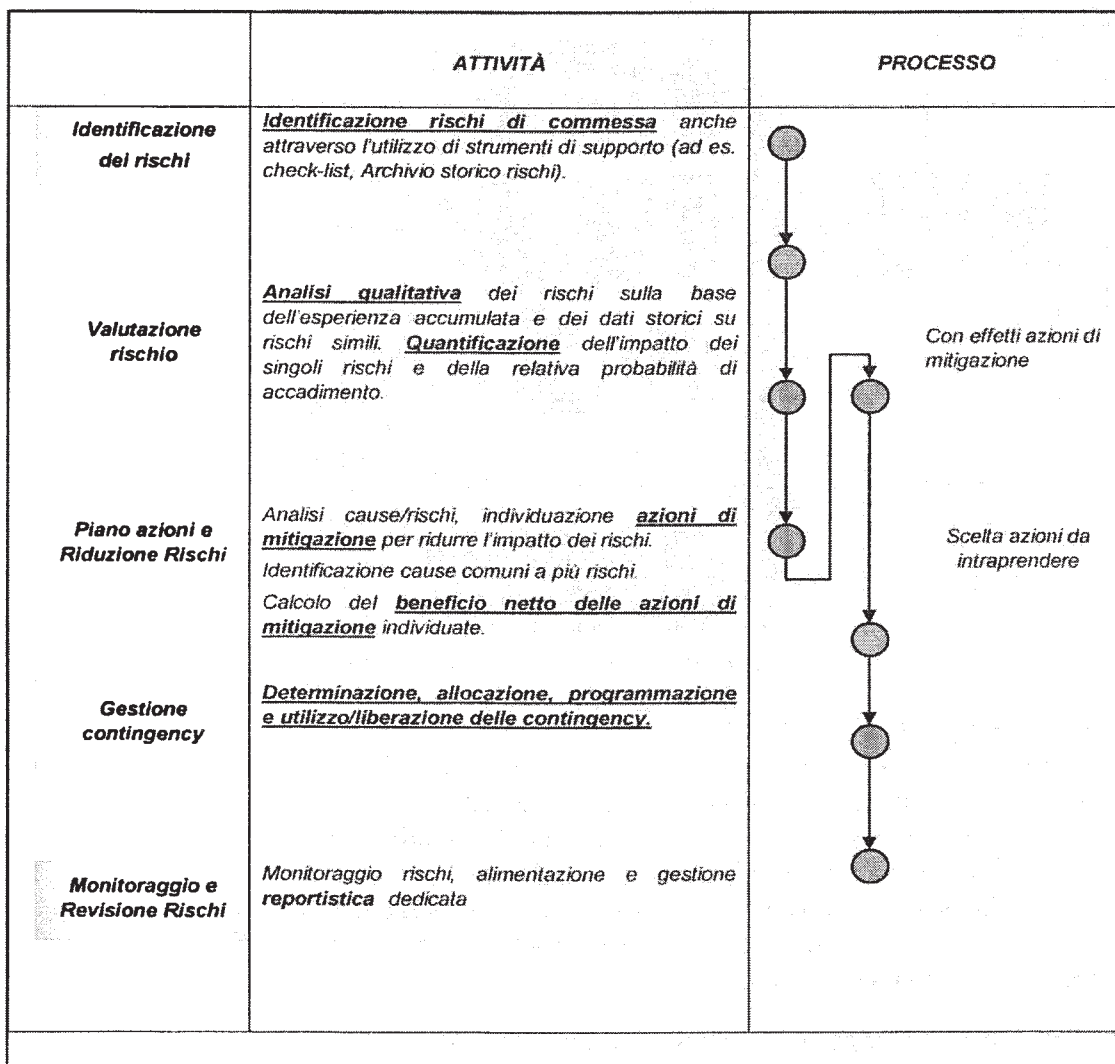 ATTIVITÀ
PROCESSO
Identificazione
dei rischi
Identificazione rischi di commessa anche
attraverso l'utilizzo di strumenti di supporto (ad es.
check-list, Archivio storico rischi).
Valutazione
rischio
Analisi qualitativa dei rischi sulla base
dell'esperienza accumulata e dei dati storici su
rischi simili. Quantificazione dell'impatto dei
singoli rischi e della relativa probabilità di
accadimento.
Con effetti azioni di
mitigazione
Piano azioni e
Riduzione Rischi
Analisi cause/rischi, individuazione azioni di
mitigazione per ridurre l'impatto dei rischi.
Identificazione cause comuni a più rischi.
Calcolo del beneficio netto delle azioni di
mitigazione individuate.
Scelta azioni da
intraprendere
Gestione
contingency
Determinazione, allocazione, programmazione
e utilizzo/liberazione delle contingency.
Monitoraggio e
Revisione Rischi
Monitoraggio rischi, alimentazione e gestione
reportistica dedicata